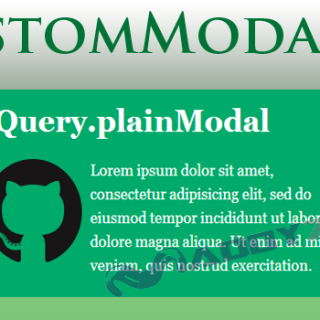 STOMMODA
Query.plainModal
Lorem ipsum dolor sit amet,
consectetur adipisicing elit, sed do
eiusmod tempor incididunt ut labor
dolore magna aliqua. Ut enim ad mi
veniam, quis nostrud exercitation.